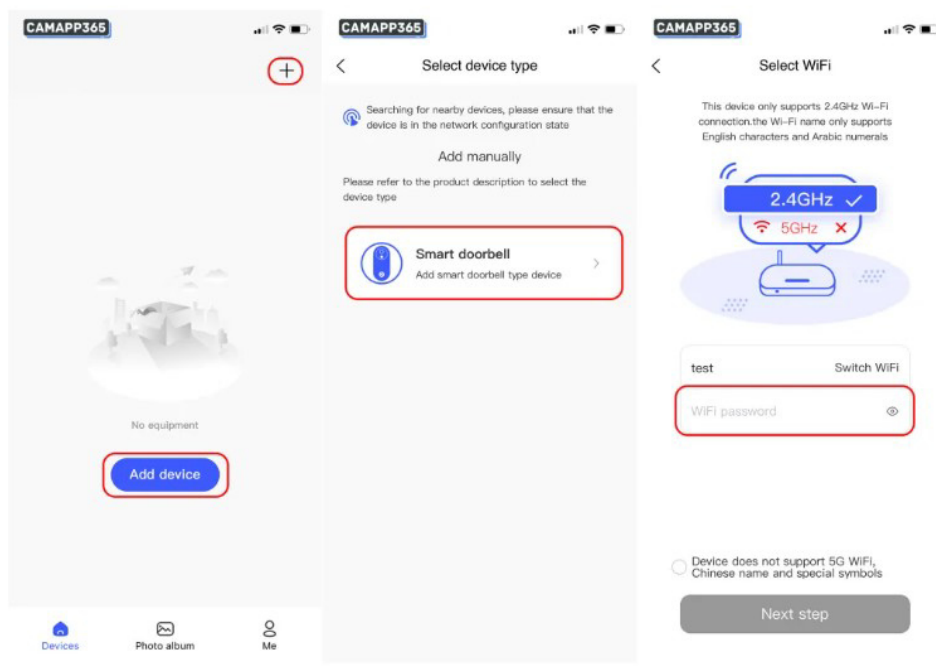 CAMAPP365
No equipment
Add device
Devices
Photo album
Me
CAMAPP365
Select device type
Searching for nearby devices, please ensure that the
device is in the network configuration state
Add manually
Please refer to the product description to select the
device type
Smart doorbell
Add smart doorbell type device
CAMAPP365
Select WiFi
This device only supports 2.4GHz Wi-Fi
connection.the Wi-Fi name only supports
English characters and Arabic numerals
2.4GHz
5GHz
test
Switch WiFi
WiFi password
Device does not support 5G WiFi,
Chinese name and special symbols
Next step